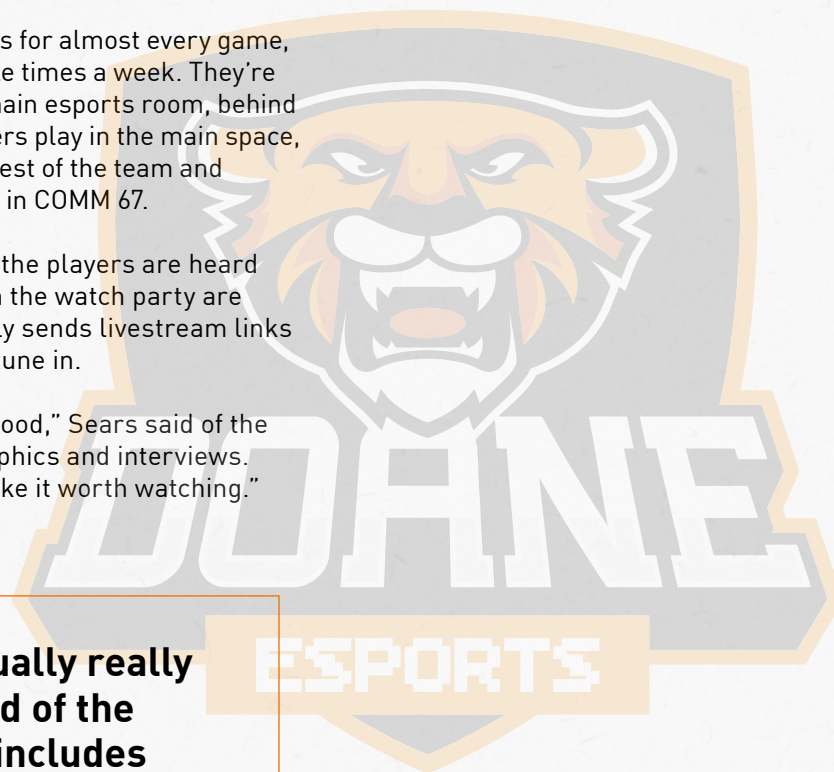 s for almost every game,
e times a week. They're
ain esports room, behind
ers play in the main space,
est of the team and
in COMM 67.
the players are heard
the watch party are
ly sends livestream links
une in.
ood,” Sears said of the
phics and interviews.
ke it worth watching.”
ually really
d of the
includes
DOANE
ESPORTS